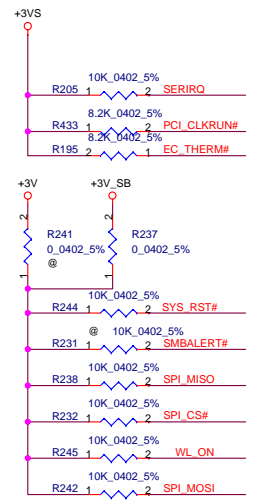 +3VS
10K_0402_5%
R205 1 2 SERIRQ
8.2K_0402_5%
R433 1 2 PCI_CLKRUN#
8.2K_0402_5%
R195 2 1 EC_THERM#
+3V +3V_SB
2 2
R241 R237
0_0402_5% 0_0402_5%
@
1 1
10K_0402_5%
R244 1 2 SYS_RST#
@ 10K_0402_5%
R231 1 2 SMBALERT#
10K_0402_5%
R238 1 2 SPI_MISO
10K_0402_5%
R232 1 2 SPI_CS#
10K_0402_5%
R245 1 2 WL_ON
10K_0402_5%
R242 1 2 SPI_MOSI